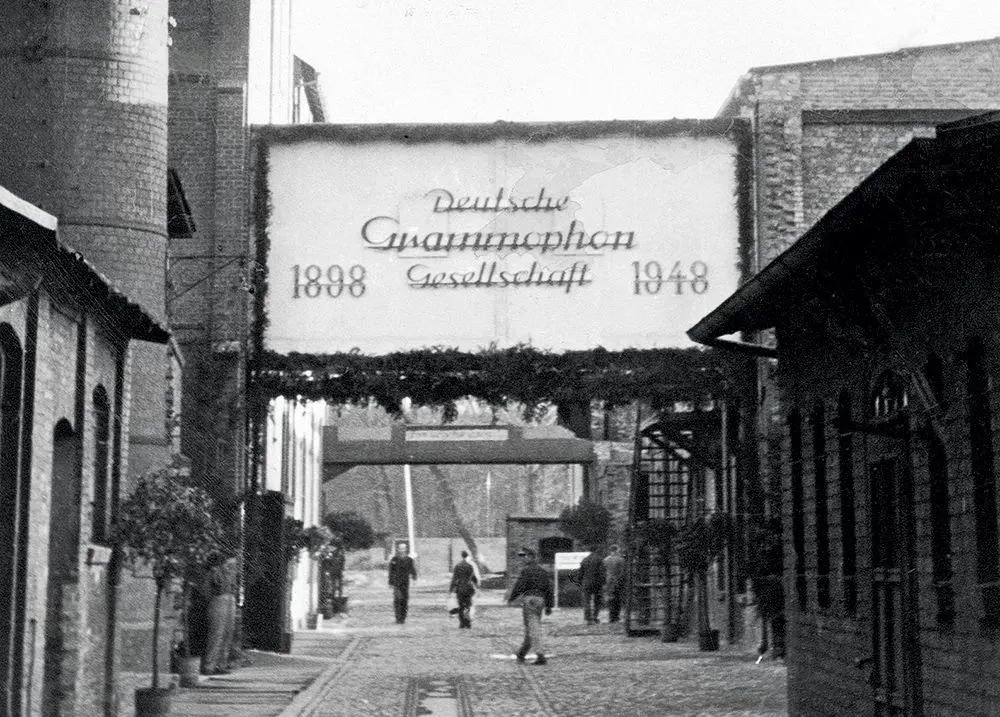 Deutsche
Grammophon
1898 Gesellschaft 1948